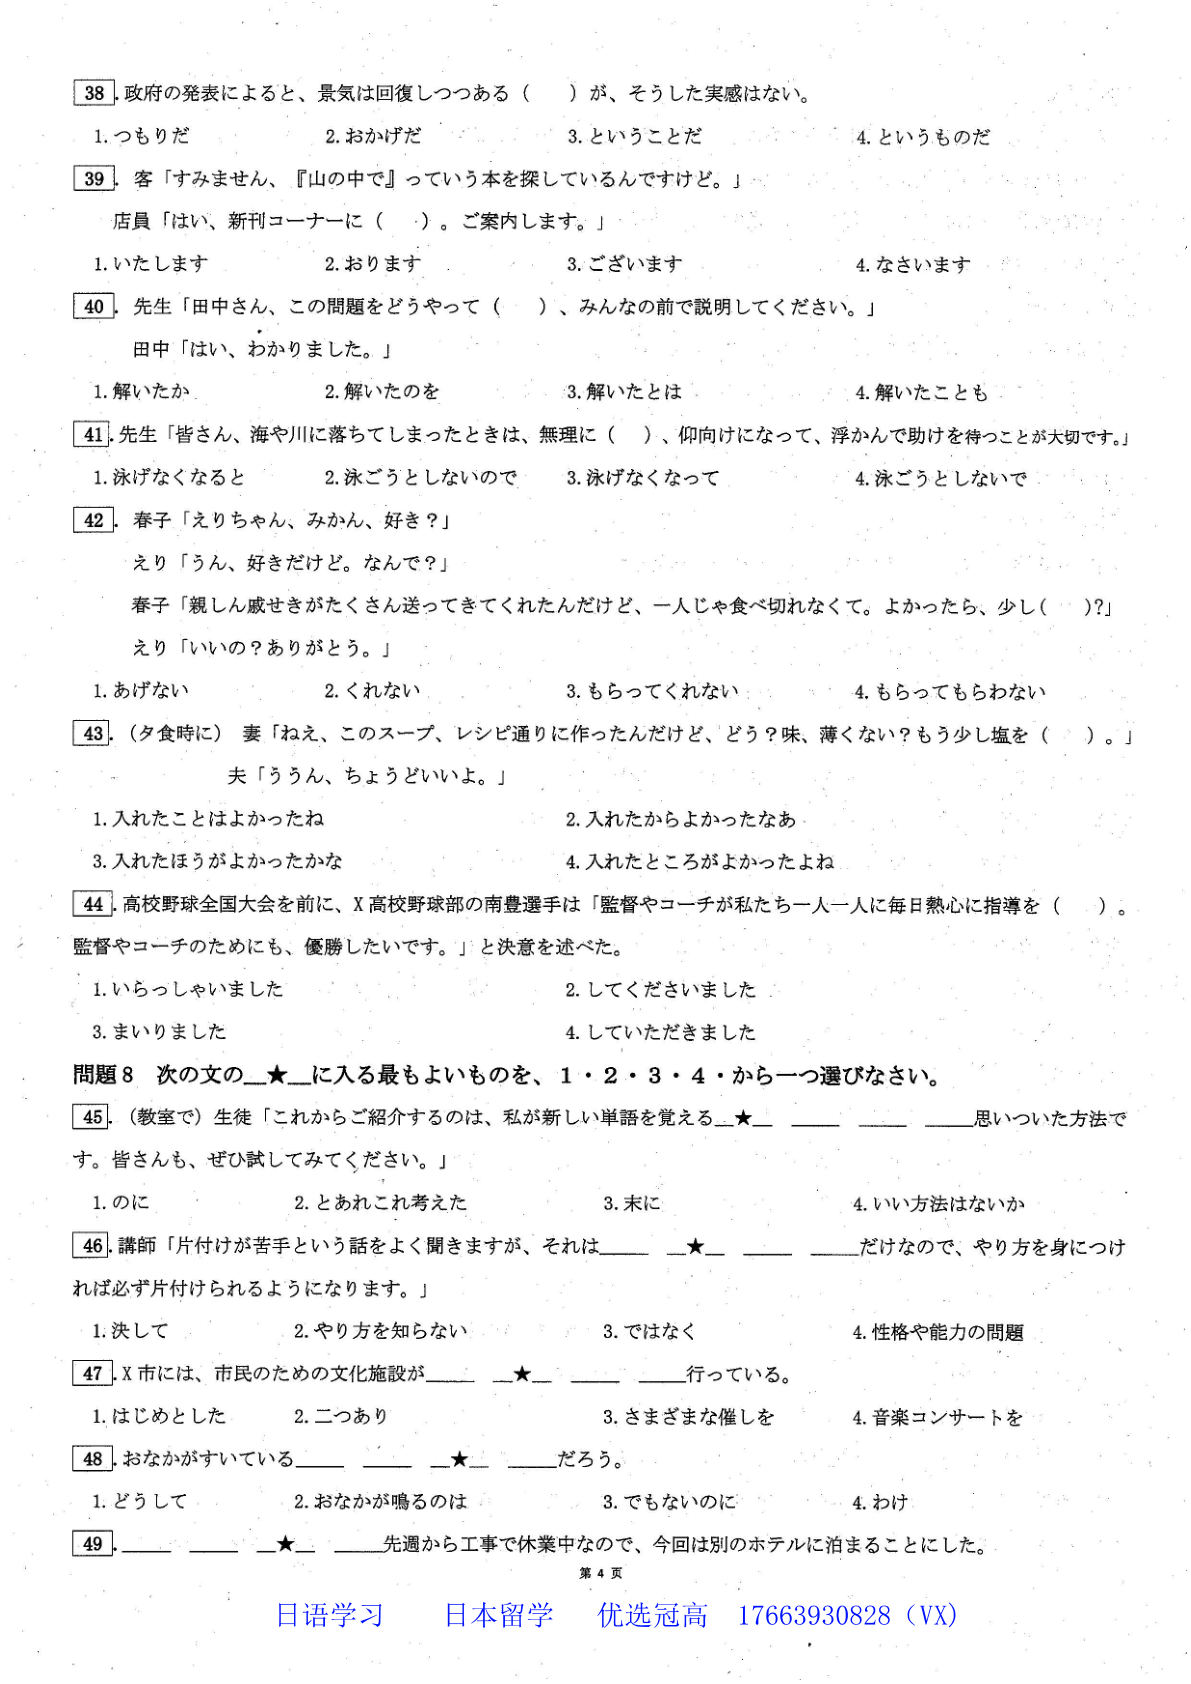 38.政府の発表によると、景気は回復しつつある（　　）が、そうした実感はない。
1.つもりだ　2.おかげだ　3.ということだ　4.というものだ
39.客「すみません、『山の中で』っていう本を探しているんですけど。」
店員「はい、新刊コーナーに（　　）。ご案内します。」
1.いたします　2.おります　3.ございます　4.なさいます
40.先生「田中さん、この問題をどうやって（　　）、みんなの前で説明してください。」
田中「はい、わかりました。」
1.解いたか　2.解いたのを　3.解いたとは　4.解いたことも
41.先生「皆さん、海や川に落ちてしまったときは、無理に（　　）、仰向けになって、浮かんで助けを待つことが大切です。」
1.泳げなくなると　2.泳ごうとしないので　3.泳げなくなって　4.泳ごうとしないで
42.春子「えりちゃん、みかん、好き？」
えり「うん、好きだけど。なんで？」
春子「親しん戚せきがたくさん送ってきてくれたんだけど、一人じゃ食べ切れなくて。よかったら、少し(　　)?」
えり「いいの？ありがとう。」
1.あげない　2.くれない　3.もらってくれない　4.もらってもらわない
43.（夕食時に）　妻「ねえ、このスープ、レシピ通りに作ったんだけど、どう？味、薄くない？もう少し塩を（　　）。」
夫「ううん、ちょうどいいよ。」
1.入れたことはよかったね　2.入れたからよかったなあ
3.入れたほうがよかったかな　4.入れたところがよかったよね
44.高校野球全国大会を前に、X高校野球部の南豊選手は「監督やコーチが私たち一人一人に毎日熱心に指導を（　　）。
監督やコーチのためにも、優勝したいです。」と決意を述べた。
1.いらっしゃいました　2.してくださいました
3.まいりました　4.していただきました
問題８　次の文の__★__に入る最もよいものを、１・２・３・４・から一つ選びなさい。
45.（教室で）生徒「これからご紹介するのは、私が新しい単語を覚える__★__ _____ _____ _____思いついた方法で
す。皆さんも、ぜひ試してみてください。」
1.のに　2.とあれこれ考えた　3.末に　4.いい方法はないか
46.講師「片付けが苦手という話をよく聞きますが、それは_____ __★__ _____ _____だけなので、やり方を身につけ
れば必ず片付けられるようになります。」
1.決して　2.やり方を知らない　3.ではなく　4.性格や能力の問題
47.X市には、市民のための文化施設が_____ __★__ _____ _____行っている。
1.はじめとした　2.二つあり　3.さまざまな催しを　4.音楽コンサートを
48.おなかがすいている_____ _____ __★__ _____だろう。
1.どうして　2.おなかが鳴るのは　3.でもないのに　4.わけ
49._____ _____ __★__ _____先週から工事で休業中なので、今回は別のホテルに泊まることにした。
第 4 页
日语学习　日本留学　优选冠高　17663930828（VX)